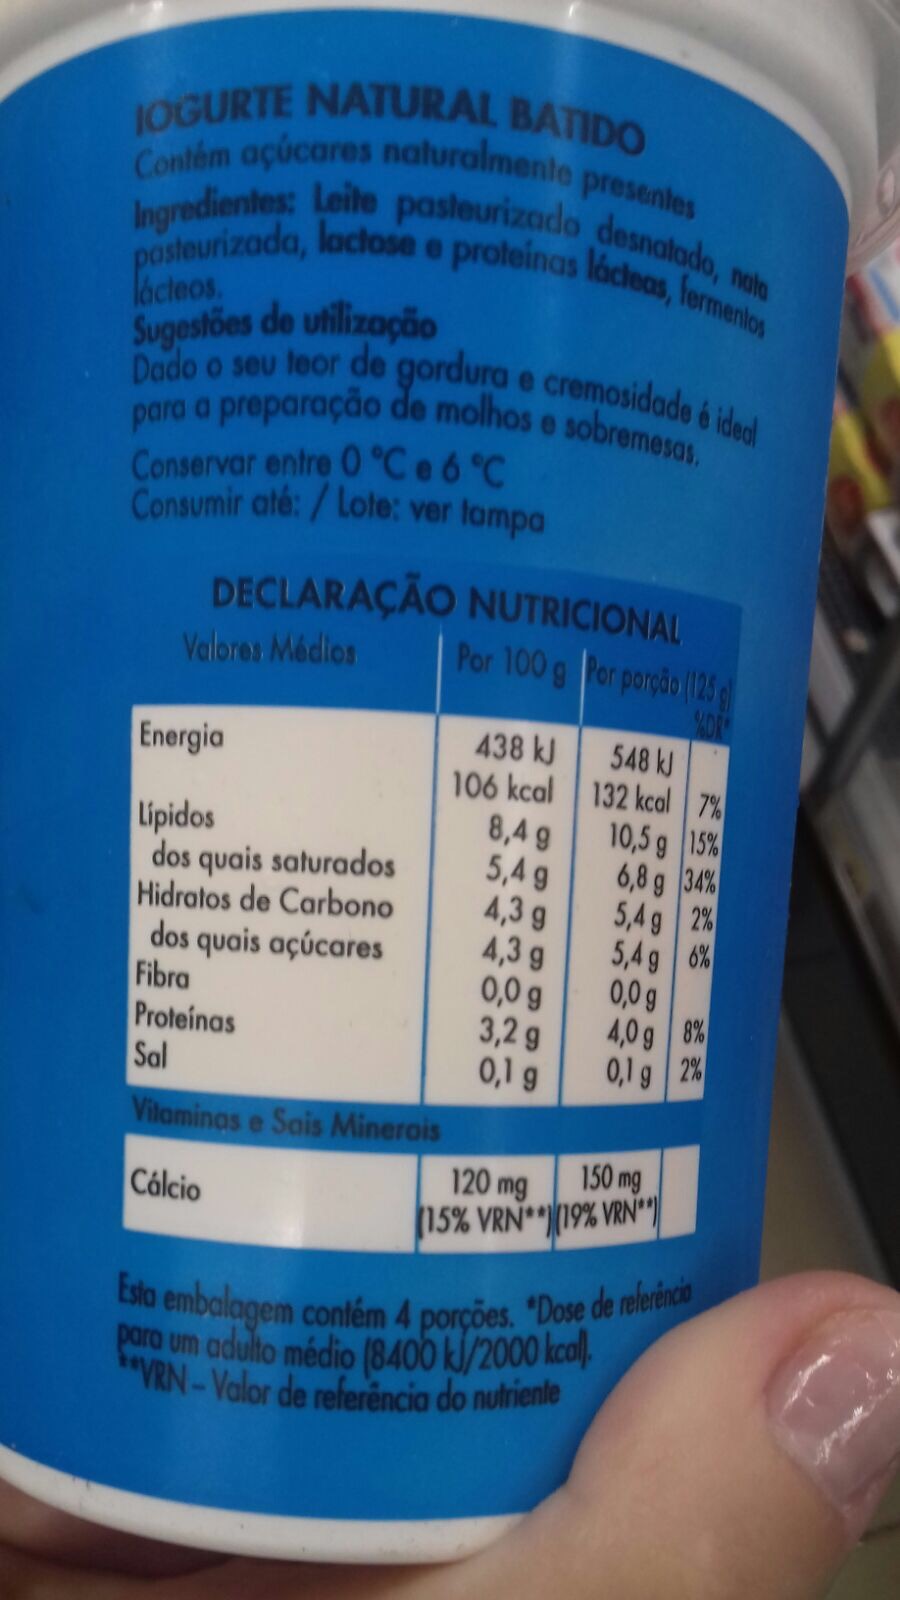 IOGURTE NATURAL BATIDO
Contém açúcares naturalmente presentes
Ingredientes: Leite pasteurizado desnatado, nata
pasteurizada, lactose e proteínas lácteas, fermentos
lácteos.
Sugestões de utilização
Dado o seu teor de gordura e cremosidade é ideal
para a preparação de molhos e sobremesas.
Conservar entre 0 °C e 6 °C
Consumir até: / Lote: ver tampa
DECLARAÇÃO NUTRICIONAL
Valores Médios Por 100 g Por porção (125 g)
%DR*
Energia 438 kJ 548 kJ
106 kcal 132 kcal 7%
Lípidos 8,4 g 10,5 g 15%
dos quais saturados 5,4 g 6,8 g 34%
Hidratos de Carbono 4,3 g 5,4 g 2%
dos quais açúcares 4,3 g 5,4 g 6%
Fibra 0,0 g 0,0 g
Proteínas 3,2 g 4,0 g 8%
Sal 0,1 g 0,1 g 2%
Vitaminas e Sais Minerais
Cálcio 120 mg 150 mg
(15% VRN**) (19% VRN**)
Esta embalagem contém 4 porções. *Dose de referência
para um adulto médio (8400 kJ/2000 kcal).
**VRN – Valor de referência do nutriente